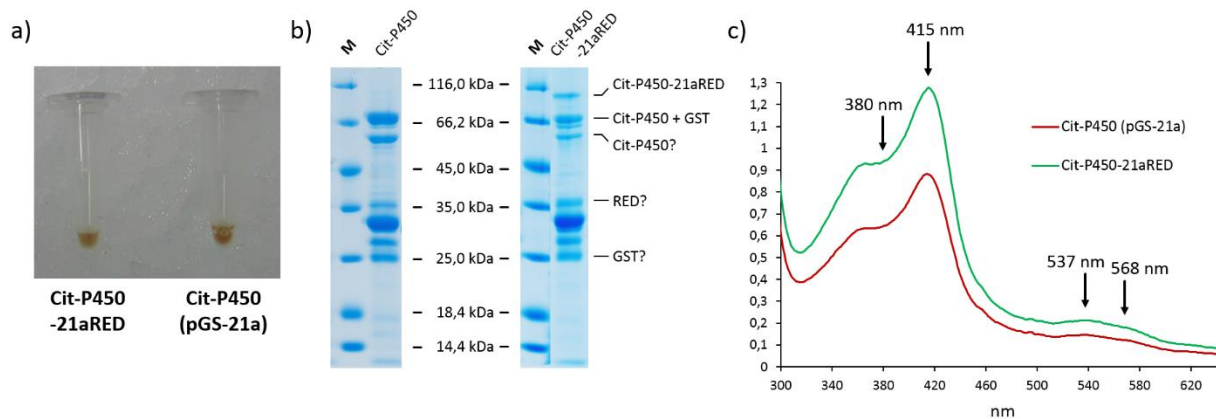 a)
Cit-P450
-21aRED
Cit-P450
(pGS-21a)
b)
M
Cit-P450
M
Cit-P450
-21aRED
– 116,0 kDa –
– 66,2 kDa –
– 45,0 kDa –
– 35,0 kDa –
– 25,0 kDa –
– 18,4 kDa –
– 14,4 kDa –
Cit-P450-21aRED
Cit-P450 + GST
Cit-P450?
RED?
GST?
c)
415 nm
380 nm
537 nm
568 nm
Cit-P450 (pGS-21a)
Cit-P450-21aRED
1,3
1,2
1,1
1
0,9
0,8
0,7
0,6
0,5
0,4
0,3
0,2
0,1
0
300 380 420 480 540 560 620
nm